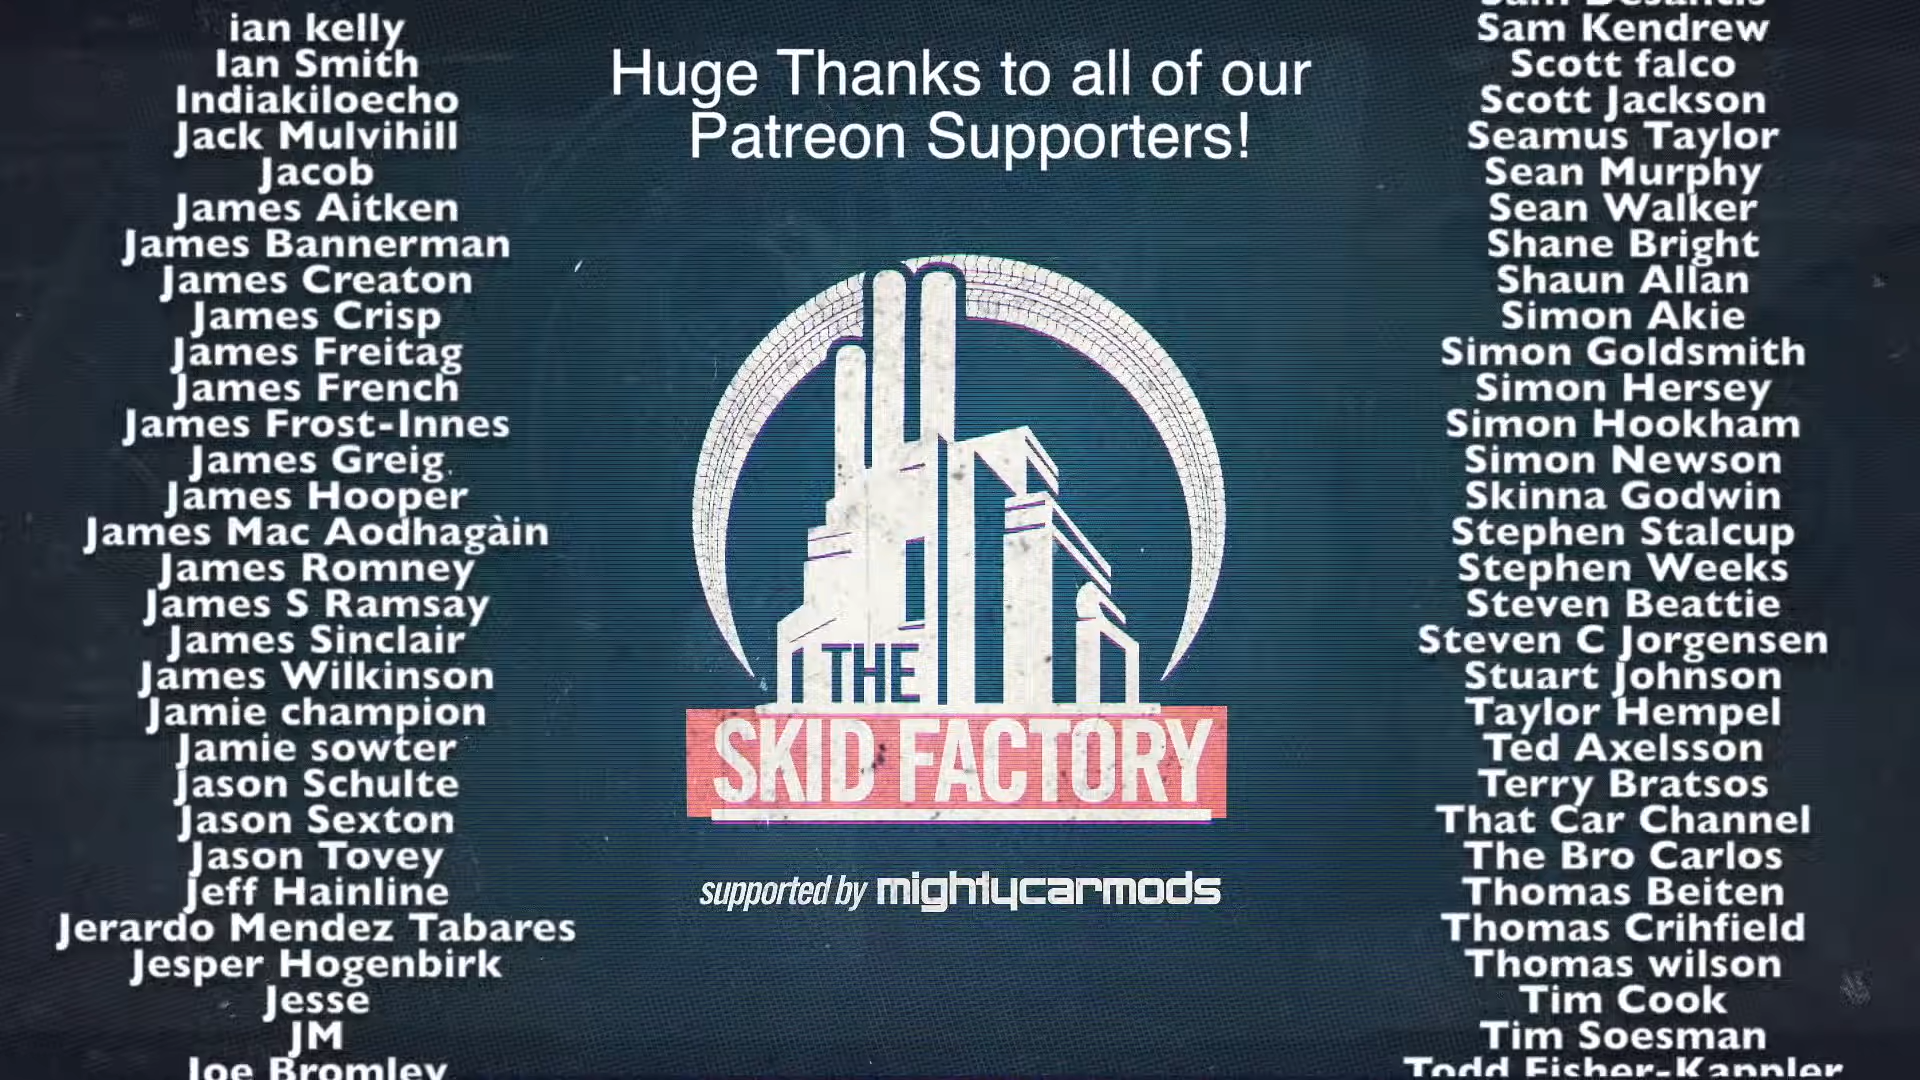 ian kelly
Ian Smith
Indiakiloecho
Jack Mulvihill
Jacob
James Aitken
James Bannerman
James Creaton
James Crisp
James Freitag
James French
James Frost-Innes
James Greig
James Hooper
James Mac Aodhagàin
James Romney
James S Ramsay
James Sinclair
James Wilkinson
Jamie champion
Jamie sowter
Jason Schulte
Jason Sexton
Jason Tovey
Jeff Hainline
Jerardo Mendez Tabares
Jesper Hogenbirk
Jesse
JM
Joe Bromley
Huge Thanks to all of our
Patreon Supporters!
THE
SKID FACTORY
supported by mightycarmods
Sam Desantis
Sam Kendrew
Scott falco
Scott Jackson
Seamus Taylor
Sean Murphy
Sean Walker
Shane Bright
Shaun Allan
Simon Akie
Simon Goldsmith
Simon Hersey
Simon Hookham
Simon Newson
Skinna Godwin
Stephen Stalcup
Stephen Weeks
Steven Beattie
Steven C Jorgensen
Stuart Johnson
Taylor Hempel
Ted Axelsson
Terry Bratsos
That Car Channel
The Bro Carlos
Thomas Beiten
Thomas Crihfield
Thomas wilson
Tim Cook
Tim Soesman
Todd Fisher-Kappler